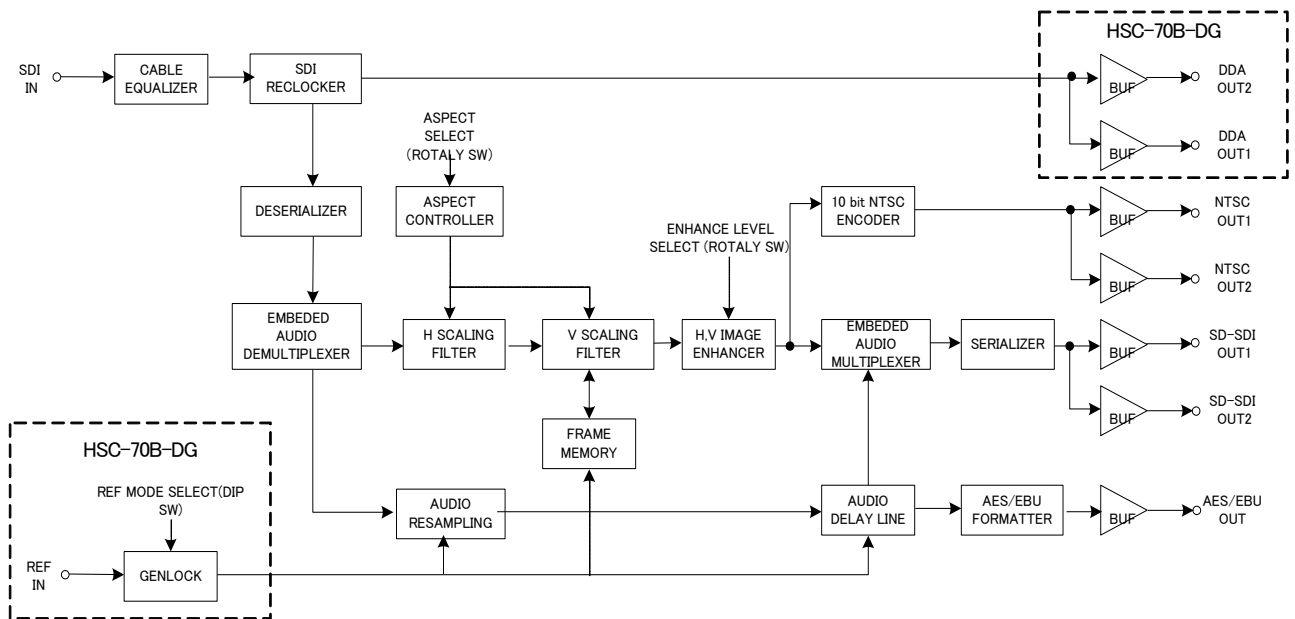 HSC-70B-DG
SDI
IN
CABLE
EQUALIZER
SDI
RECLOCKER
BUF
DDA
OUT2
BUF
DDA
OUT1
ASPECT
SELECT
(ROTALY SW)
DESERIALIZER
ASPECT
CONTROLLER
ENHANCE LEVEL
SELECT (ROTALY SW)
10 bit NTSC
ENCODER
BUF
NTSC
OUT1
BUF
NTSC
OUT2
EMBEDED
AUDIO
DEMULTIPLEXER
H SCALING
FILTER
V SCALING
FILTER
H,V IMAGE
ENHANCER
EMBEDED
AUDIO
MULTIPLEXER
SERIALIZER
BUF
SD-SDI
OUT1
BUF
SD-SDI
OUT2
FRAME
MEMORY
HSC-70B-DG
REF MODE SELECT(DIP
SW)
REF
IN
GENLOCK
AUDIO
RESAMPLING
AUDIO
DELAY LINE
AES/EBU
FORMATTER
BUF
AES/EBU
OUT